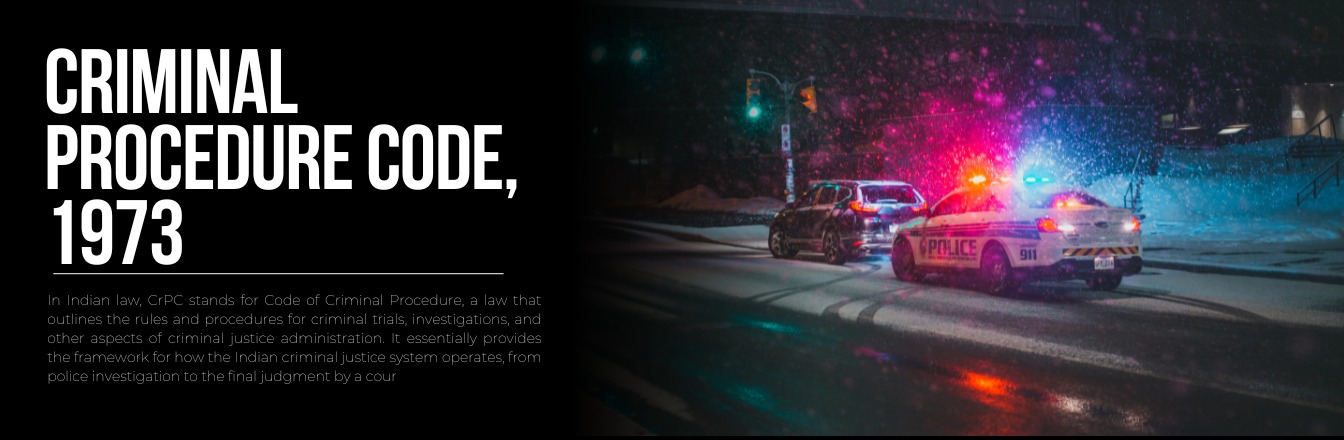 CRIMINAL
PROCEDURE CODE,
1973
In Indian law, CrPC stands for Code of Criminal Procedure, a law that
outlines the rules and procedures for criminal trials, investigations, and
other aspects of criminal justice administration. It essentially provides
the framework for how the Indian criminal justice system operates, from
police investigation to the final judgment by a cour
POLICE
911